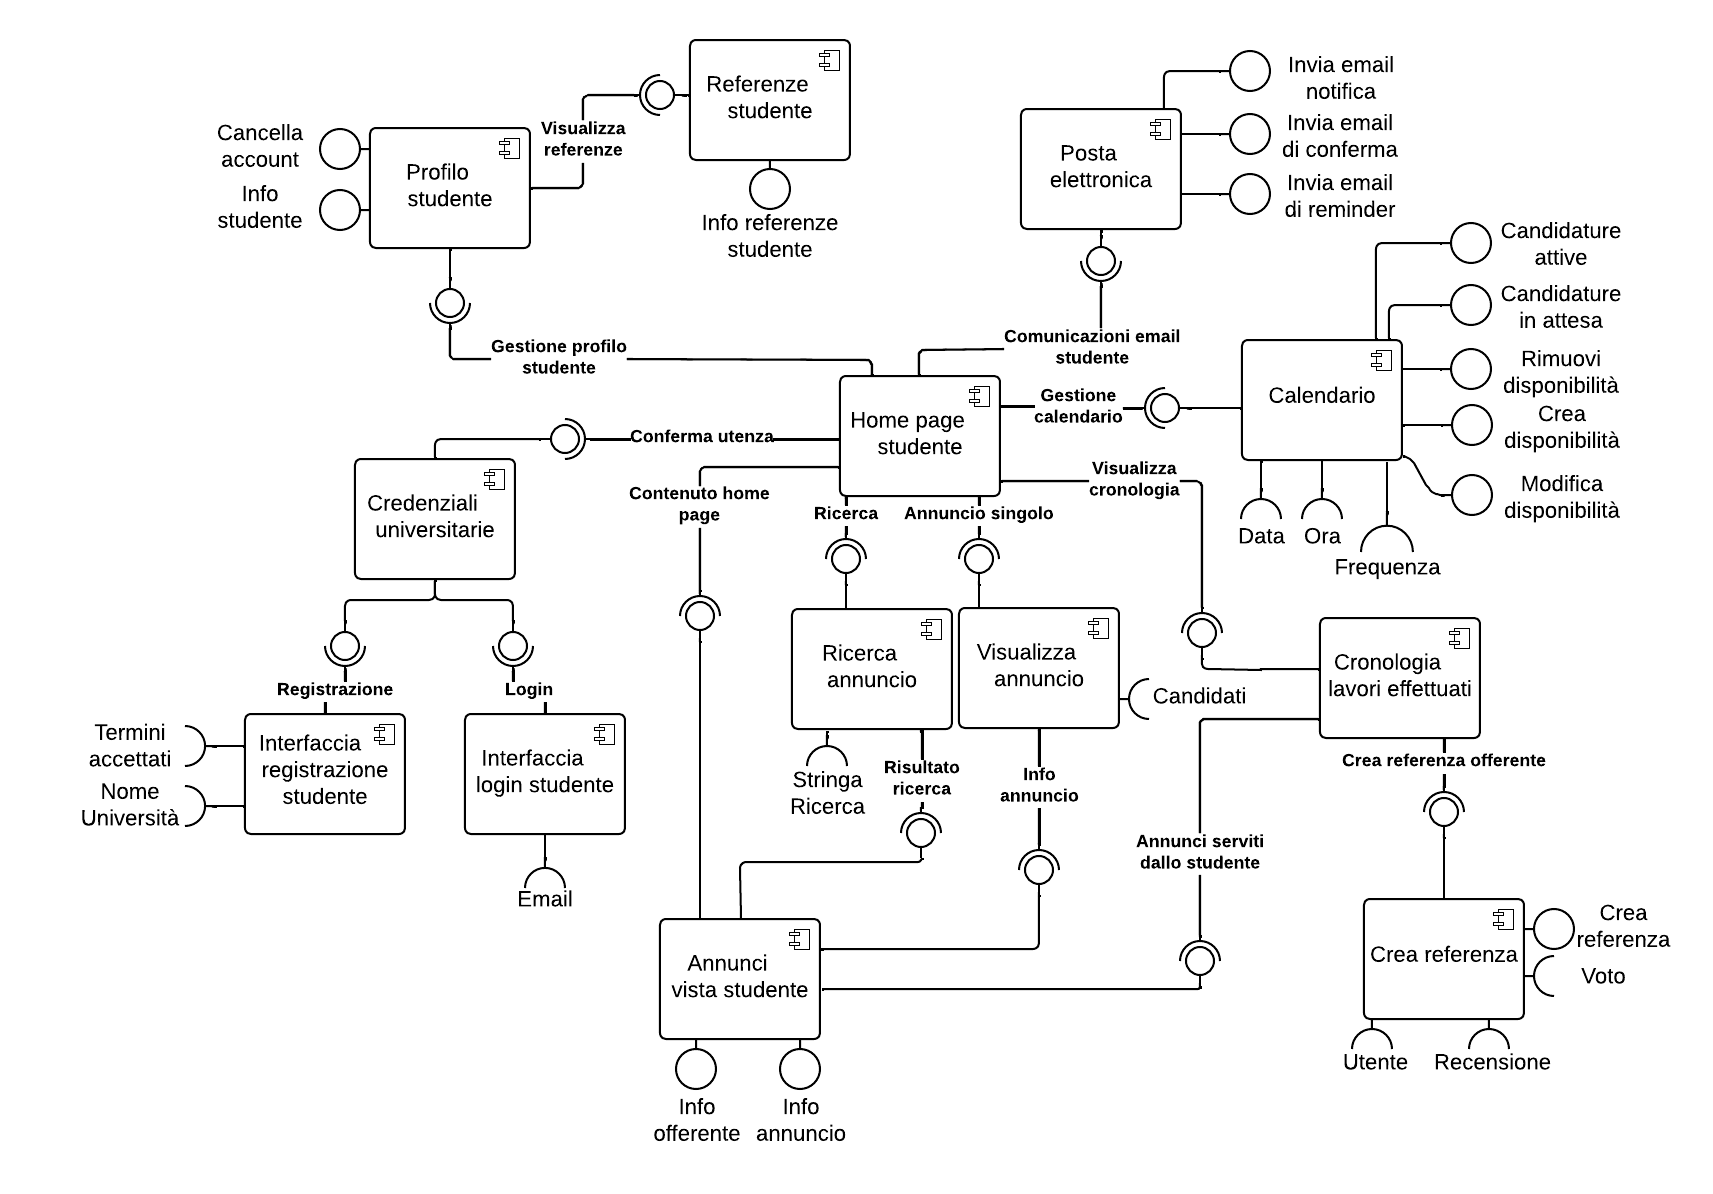 Referenze
studente
Invia email
notifica
Cancella
account
Visualizza
referenze
Invia email
di conferma
Posta
elettronica
Profilo
studente
Info
studente
Invia email
di reminder
Info referenze
studente
Candidature
attive
Candidature
in attesa
Gestione profilo
studente
Comunicazioni email
studente
Rimuovi
disponibilità
Calendario
Gestione
calendario
Home page
studente
Crea
disponibilità
Conferma utenza
Visualizza
cronologia
Modifica
disponibilità
Contenuto home
page
Ricerca
Annuncio singolo
Credenziali
universitarie
Data
Ora
Frequenza
Ricerca
annuncio
Visualizza
annuncio
Candidati
Cronologia
lavori effettuati
Registrazione
Login
Termini
accettati
Nome
Università
Interfaccia
registrazione
studente
Interfaccia
login studente
Stringa
Ricerca
Risultato
ricerca
Info
annuncio
Crea referenza offerente
Annunci serviti
dallo studente
Email
Crea
referenza
Crea referenza
Voto
Annunci
vista studente
Utente
Recensione
Info
offerente
Info
annuncio